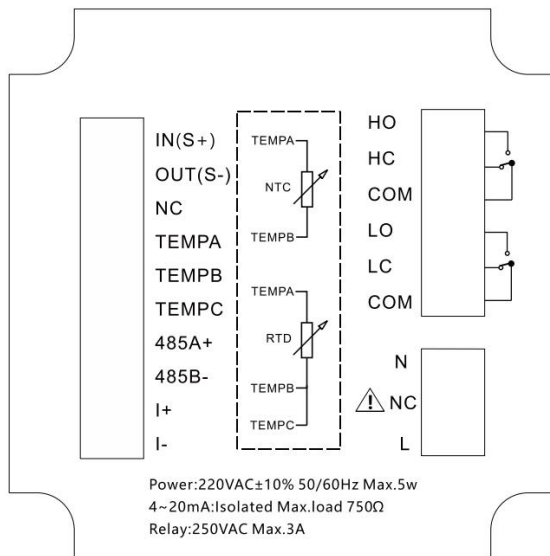 IN(S+)
OUT(S-)
NC
TEMPA
TEMPB
TEMPC
485A+
485B-
I+
I-
TEMPA
NTC
TEMPB
TEMPA
RTD
TEMPB
TEMPC
HO
HC
COM
LO
LC
COM
N
NC
L
Power:220VAC±10% 50/60Hz Max.5w
4~20mA:Isolated Max.load 750Ω
Relay:250VAC Max.3A